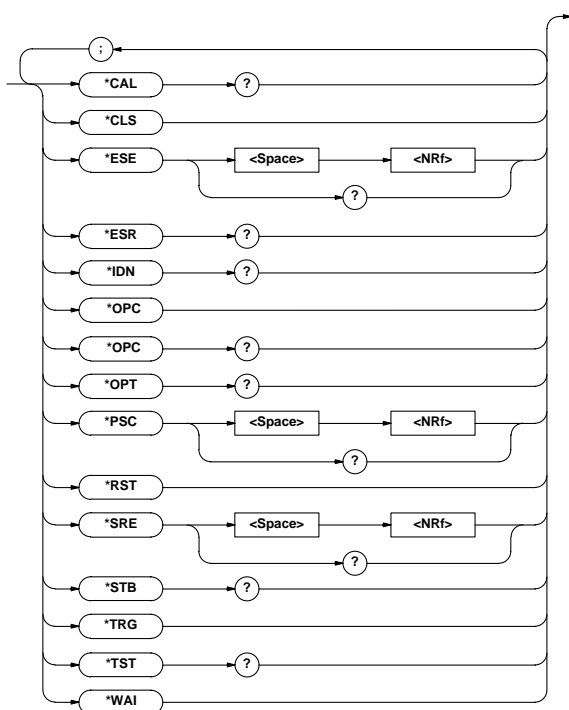 ;
*CAL ?
*CLS
*ESE <Space> <NRf>
?
*ESR ?
*IDN ?
*OPC
*OPC ?
*OPT ?
*PSC <Space> <NRf>
?
*RST
*SRE <Space> <NRf>
?
*STB ?
*TRG
*TST ?
*WAI